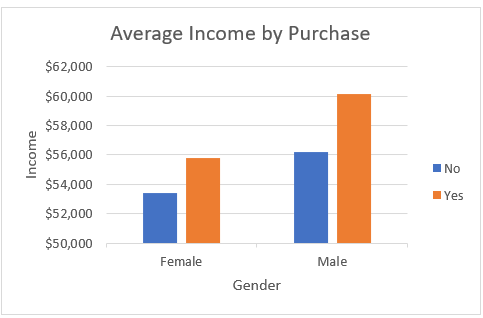 Average Income by Purchase
$62,000
$60,000
$58,000
$56,000
$54,000
$52,000
$50,000
Income
Female
Male
Gender
No
Yes